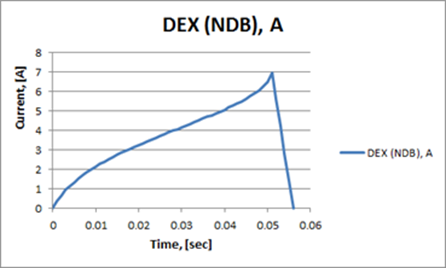 DEX (NDB), A
Current, [A]
8
7
6
5
4
3
2
1
0
0 0.01 0.02 0.03 0.04 0.05 0.06
Time, [sec]
DEX (NDB), A